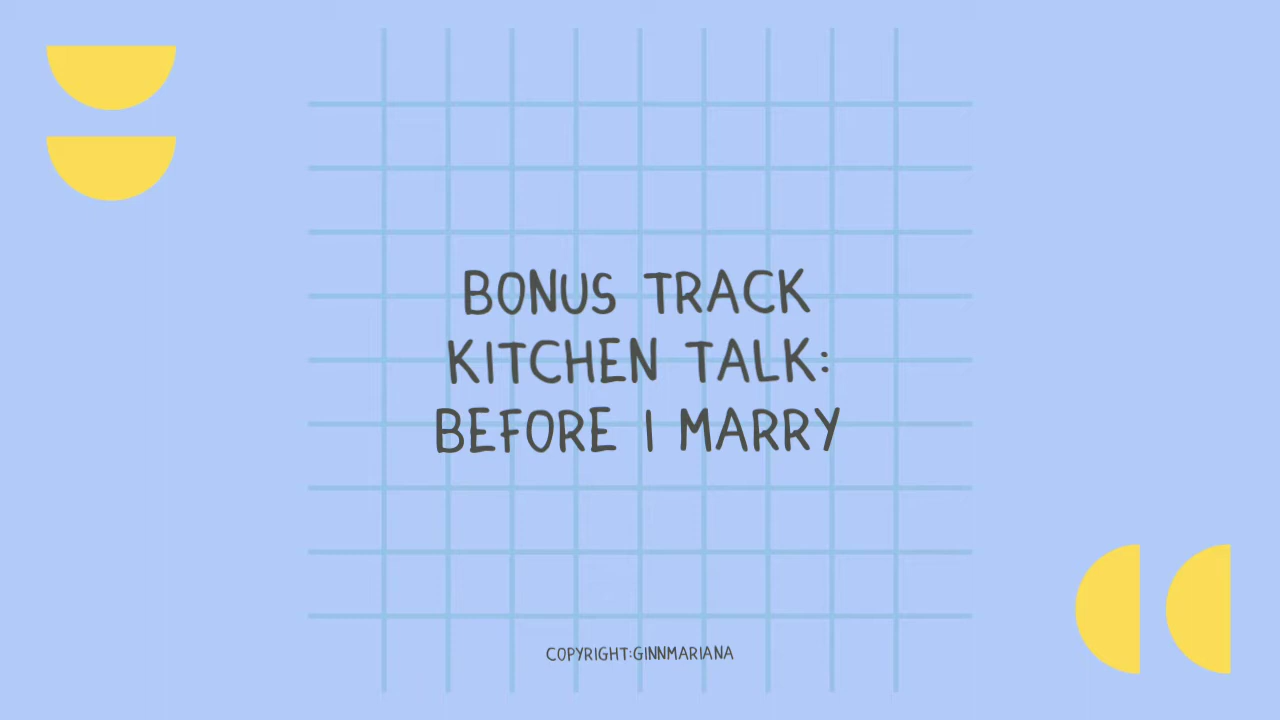 BONUS TRACK
KITCHEN TALK:
BEFORE I MARRY
COPYRIGHT:GINNMARIANA